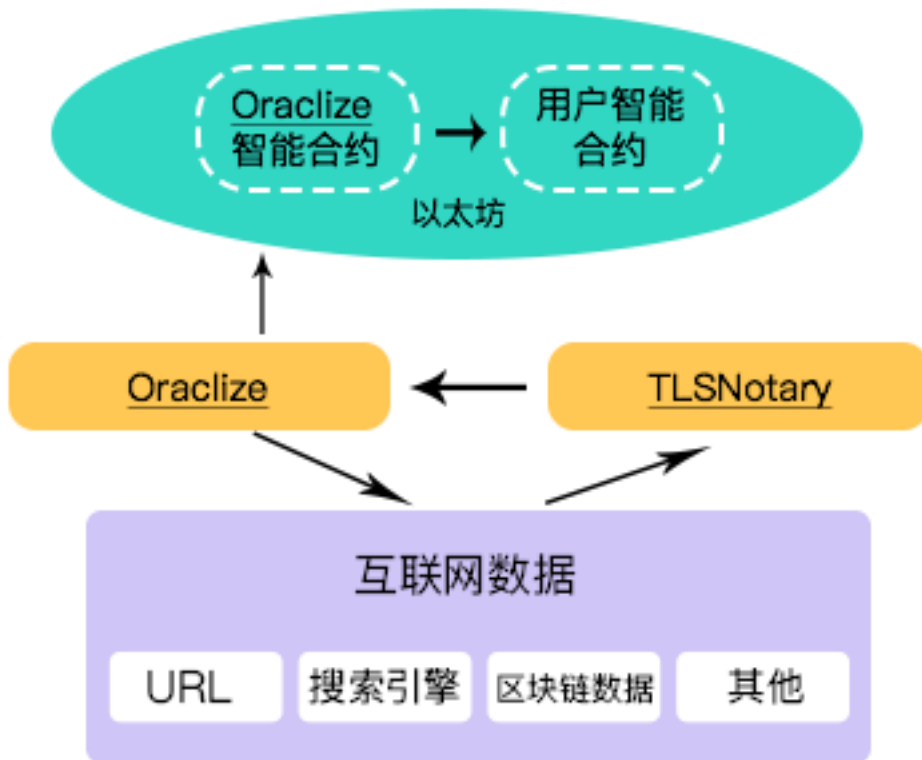 Oraclize
智能合约
用户智能
合约
以太坊
Oraclize
TLSNotary
互联网数据
URL
搜索引擎
区块链数据
其他